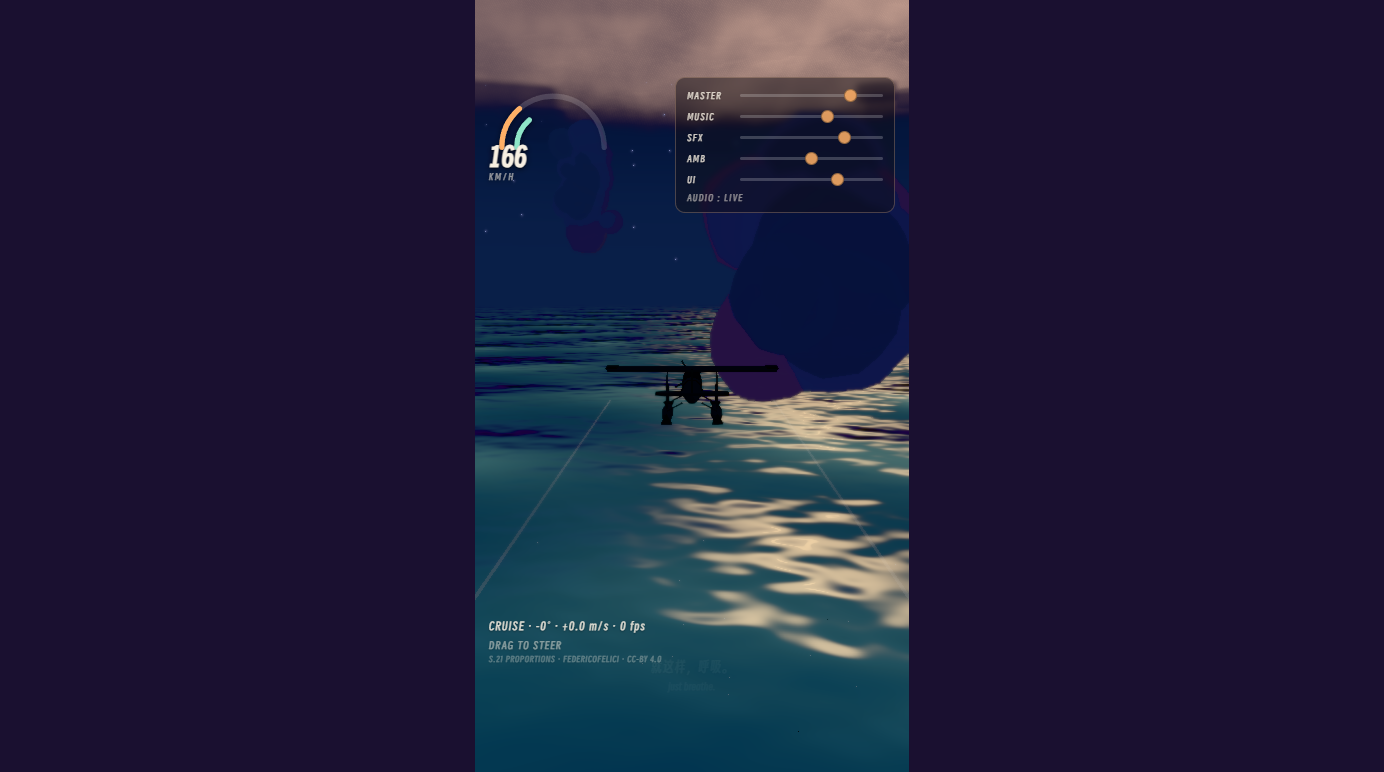 MASTER
MUSIC
SFX
AMB
UI
AUDIO : LIVE
166
KM/H
CRUISE · -0° · +0.0 m/s · 0 fps
DRAG TO STEER
S.21 PROPORTIONS · FEDERICOFELICI · CC-BY 4.0